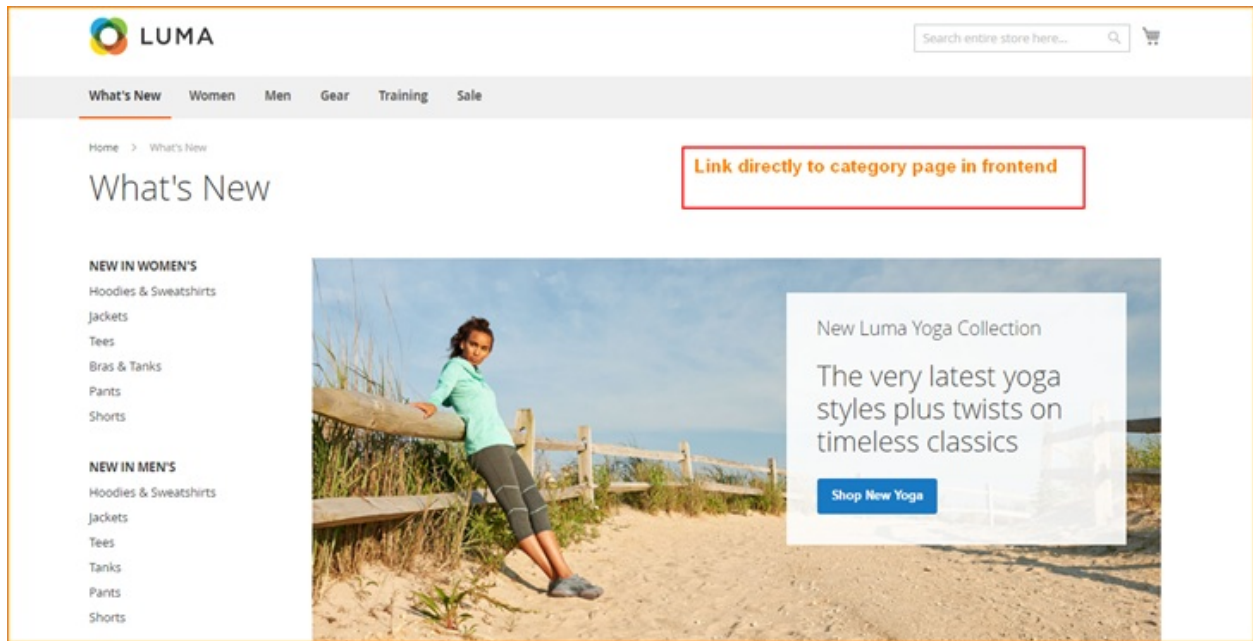 LUMA
Search entire store here...
What's New Women Men Gear Training Sale
Home > What's New
Link directly to category page in frontend
What's New
NEW IN WOMEN'S
Hoodies & Sweatshirts
Jackets
Tees
Bras & Tanks
Pants
Shorts
NEW IN MEN'S
Hoodies & Sweatshirts
Jackets
Tees
Tanks
Pants
Shorts
New Luma Yoga Collection
The very latest yoga
styles plus twists on
timeless classics
Shop New Yoga